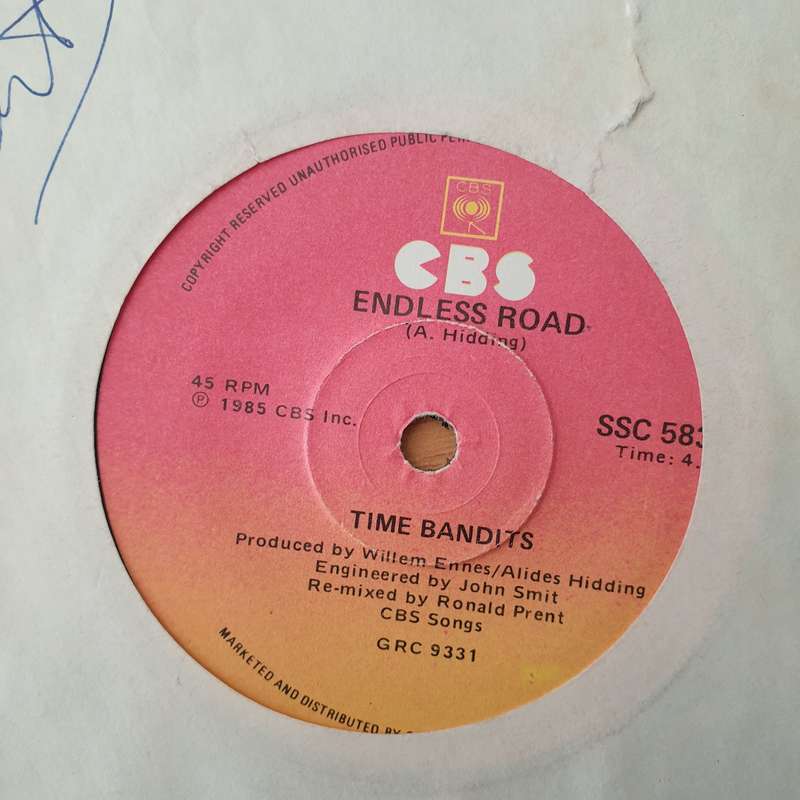 COPYRIGHT RESERVED UNAUTHORISED PUBLIC
CBS
CBS
ENDLESS ROAD
(A. Hidding)
45 RPM
℗ 1985 CBS Inc.
SSC
Time: 4.
TIME BANDITS
Produced by Willem Ennes/Alides Hidding
Engineered by John Smit
Re-mixed by Ronald Prent
CBS Songs
GRC 9331
MARKETED AND DISTRIBUTED BY